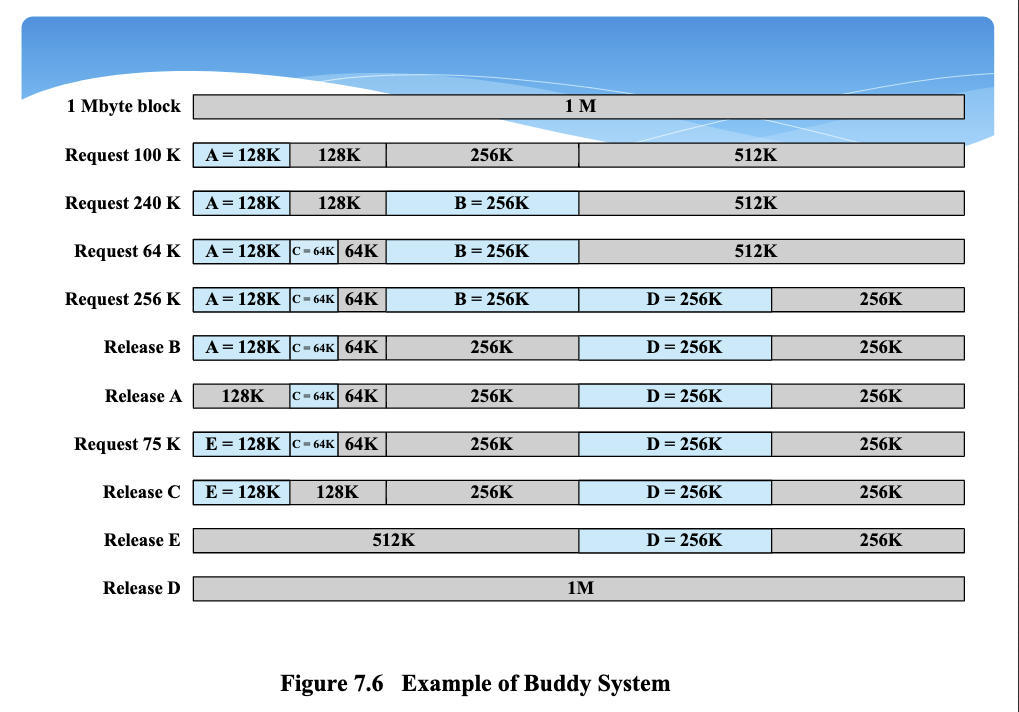 1 Mbyte block 1 M
Request 100 K A = 128K 128K 256K 512K
Request 240 K A = 128K 128K B = 256K 512K
Request 64 K A = 128K C = 64K 64K B = 256K 512K
Request 256 K A = 128K C = 64K 64K B = 256K D = 256K 256K
Release B A = 128K C = 64K 64K 256K D = 256K 256K
Release A 128K C = 64K 64K 256K D = 256K 256K
Request 75 K E = 128K C = 64K 64K 256K D = 256K 256K
Release C E = 128K 128K 256K D = 256K 256K
Release E 512K D = 256K 256K
Release D 1M
Figure 7.6 Example of Buddy System